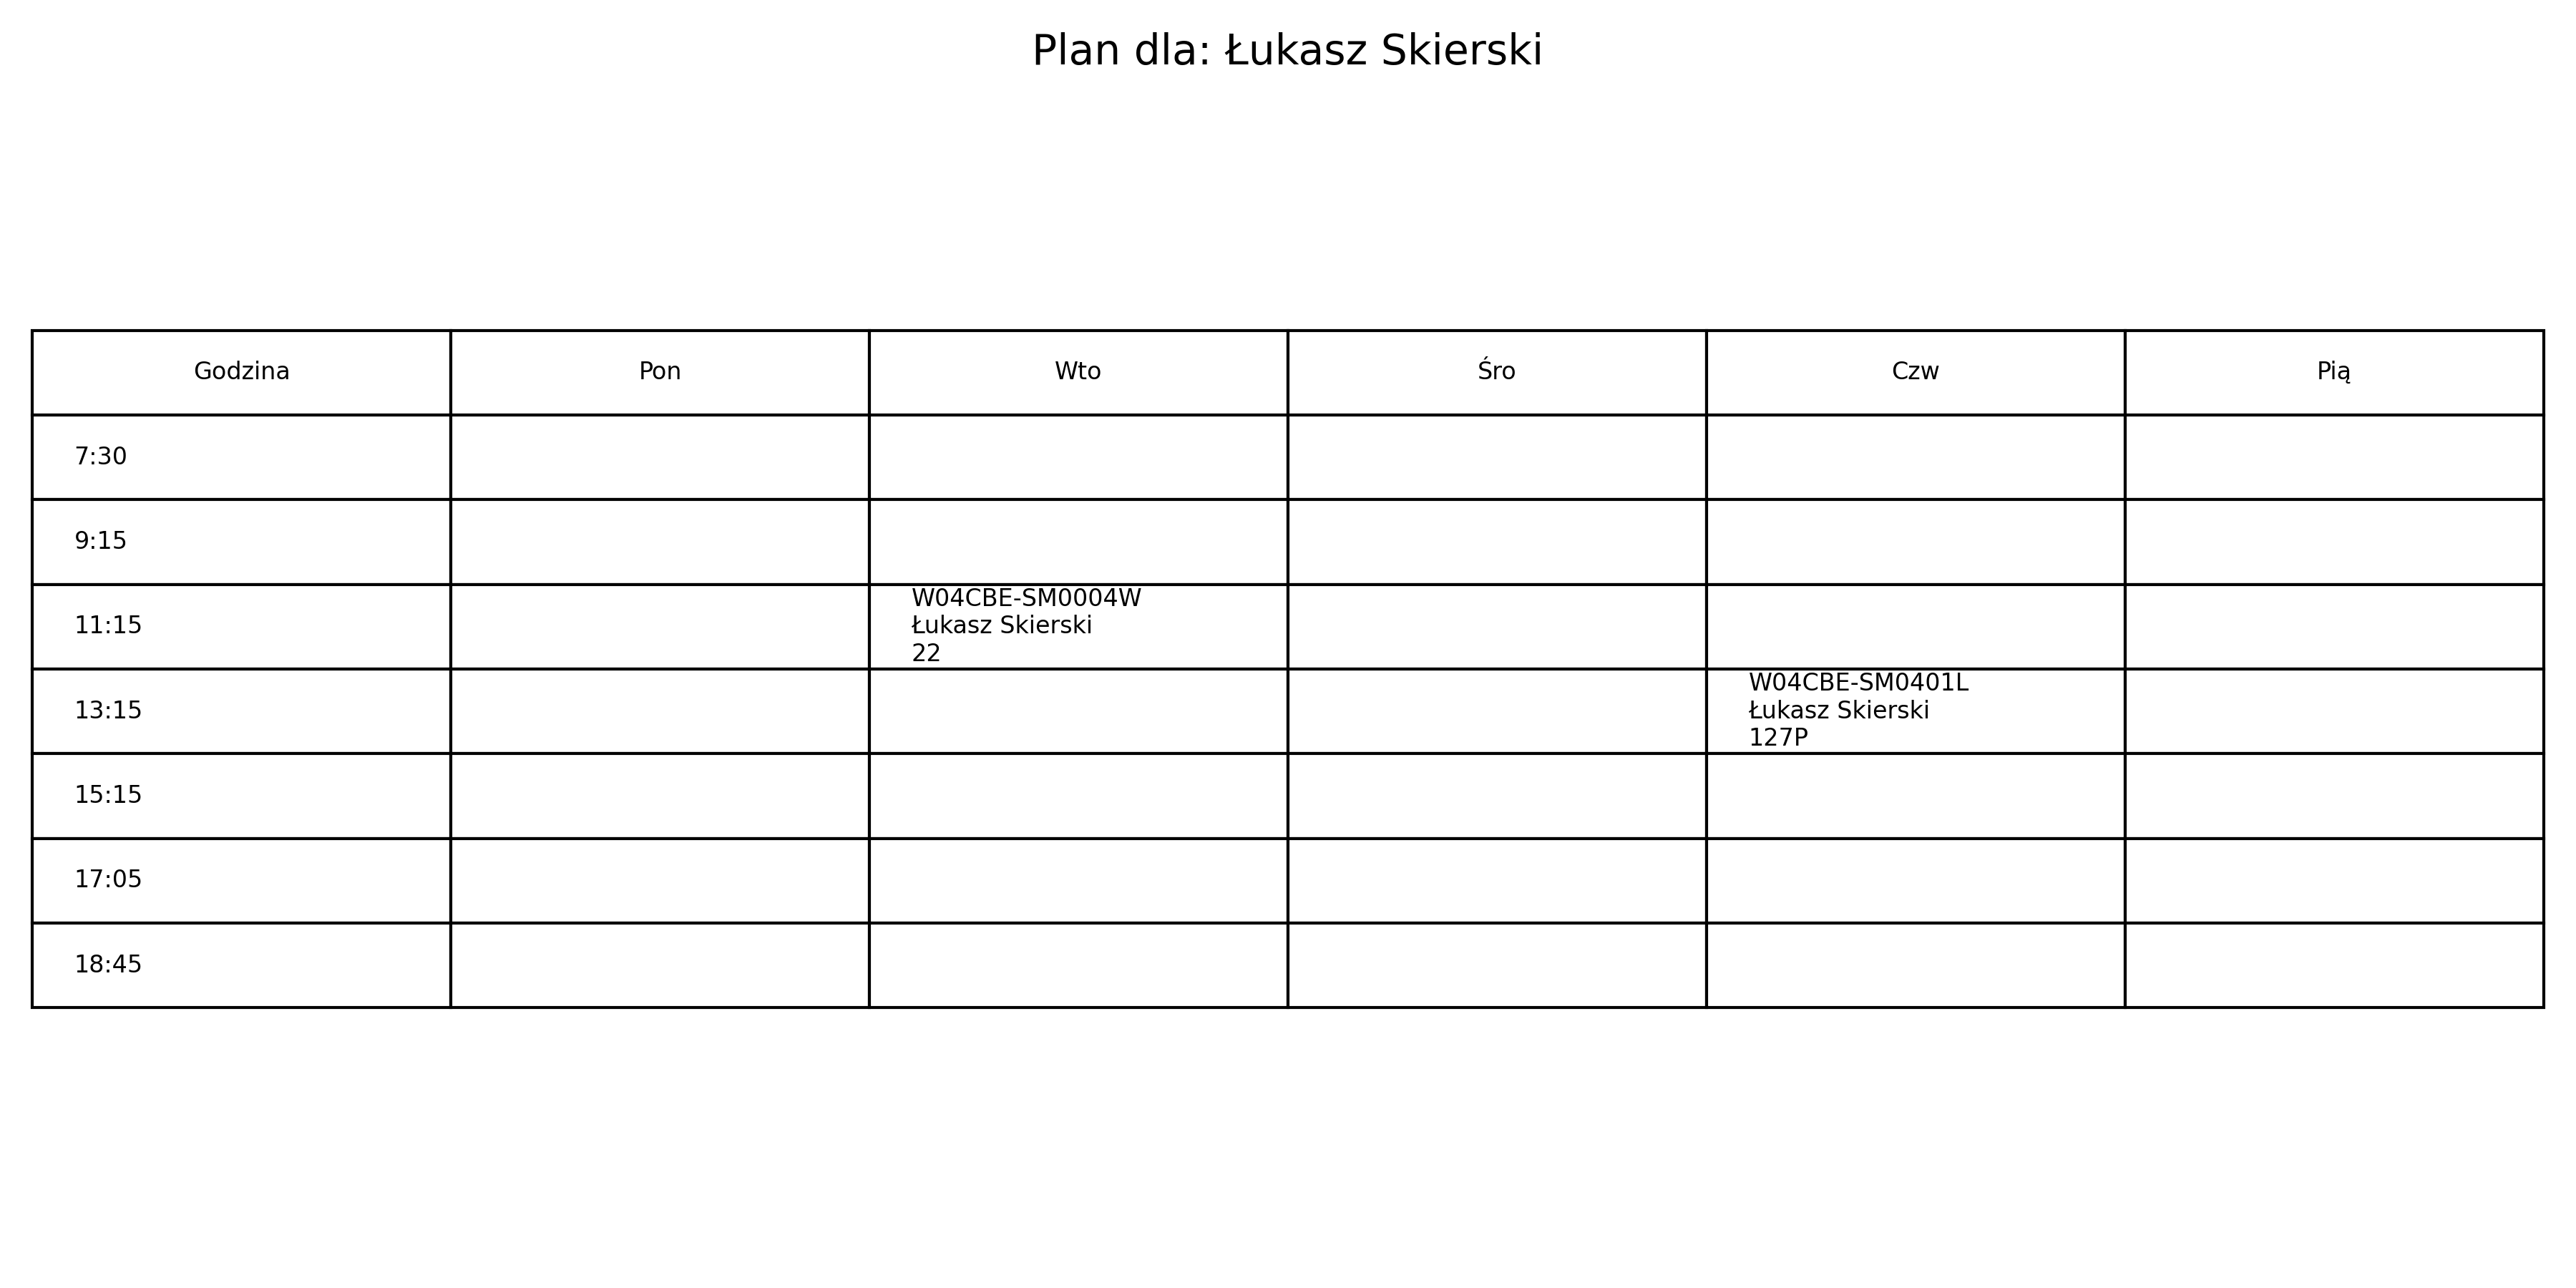 Plan dla: Łukasz Skierski
Godzina Pon Wto Śro Czw Pią
7:30
9:15
11:15
W04CBE-SM0004W
Łukasz Skierski
22
13:15
W04CBE-SM0401L
Łukasz Skierski
127P
15:15
17:05
18:45